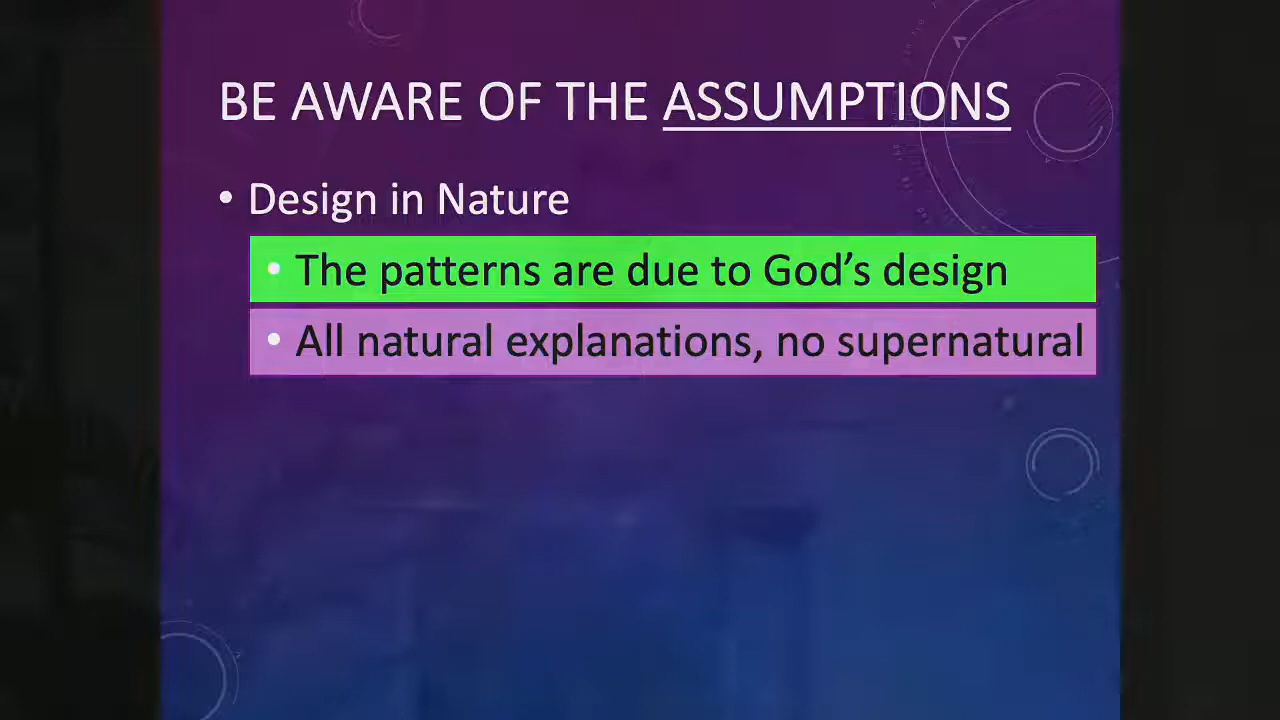 BE AWARE OF THE ASSUMPTIONS
• Design in Nature
• The patterns are due to God’s design
• All natural explanations, no supernatural